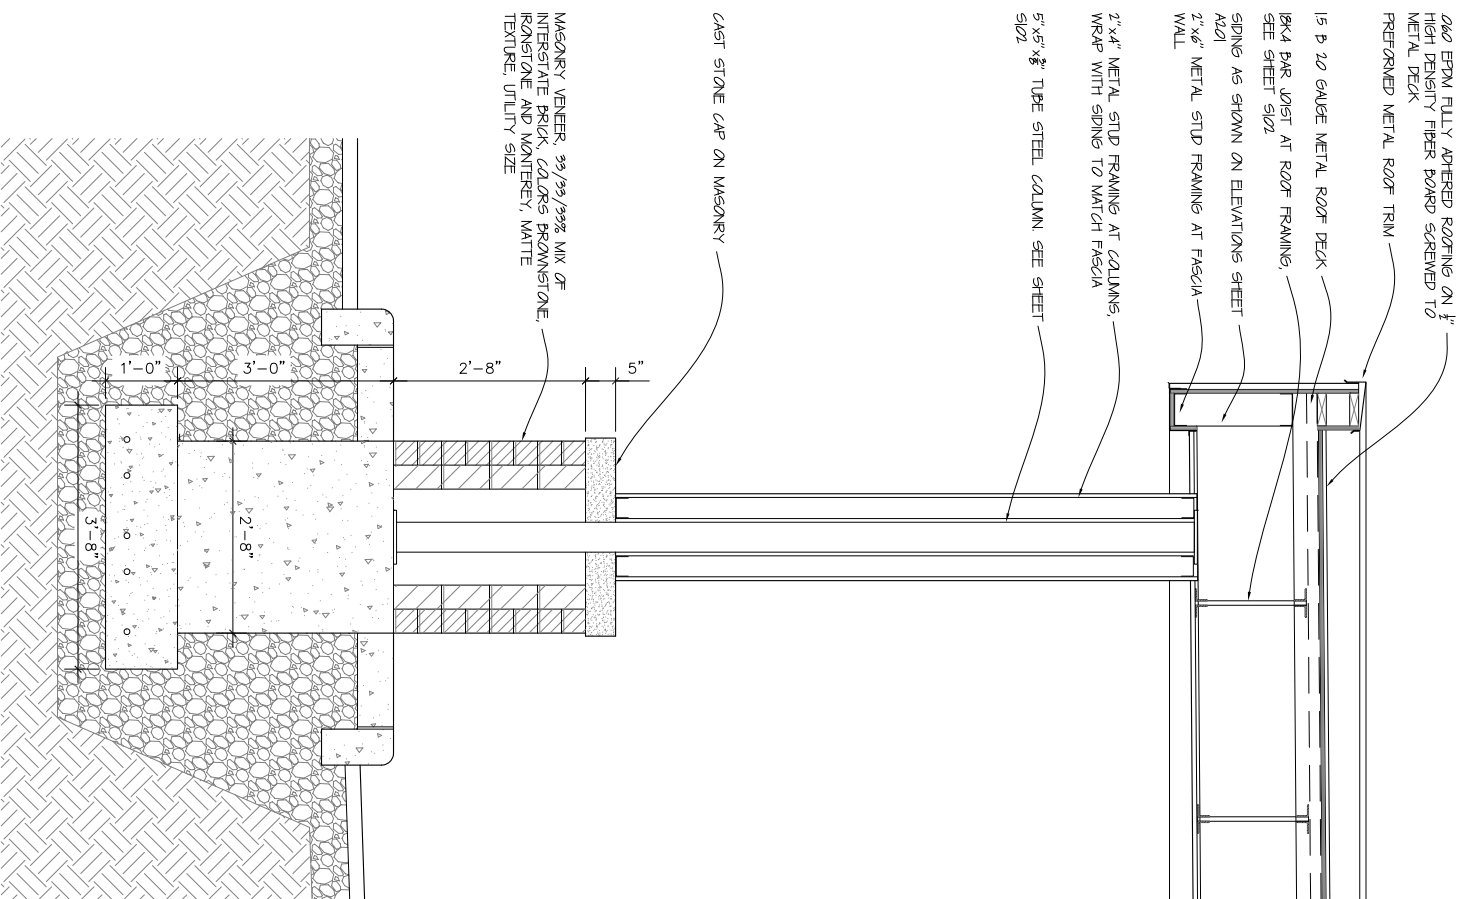 .060 EPDM FULLY ADHERED ROOFING ON ½"
HIGH DENSITY FIBER BOARD SCREWED TO
METAL DECK
PREFORMED METAL ROOF TRIM
1.5 B 20 GAUGE METAL ROOF DECK
18K4 BAR JOIST AT ROOF FRAMING,
SEE SHEET S102
SIDING AS SHOWN ON ELEVATIONS SHEET
A201
2"x6" METAL STUD FRAMING AT FASCIA
WALL
2"x4" METAL STUD FRAMING AT COLUMNS,
WRAP WITH SIDING TO MATCH FASCIA
5"x5"x⅜" TUBE STEEL COLUMN. SEE SHEET
S102
CAST STONE CAP ON MASONRY
MASONRY VENEER, 33/33/33% MIX OF
INTERSTATE BRICK, COLORS BROWNSTONE,
IRONSTONE AND MONTEREY, MATTE
TEXTURE, UTILITY SIZE
5"
2'-8"
3'-0"
1'-0"
2'-8"
3'-8"